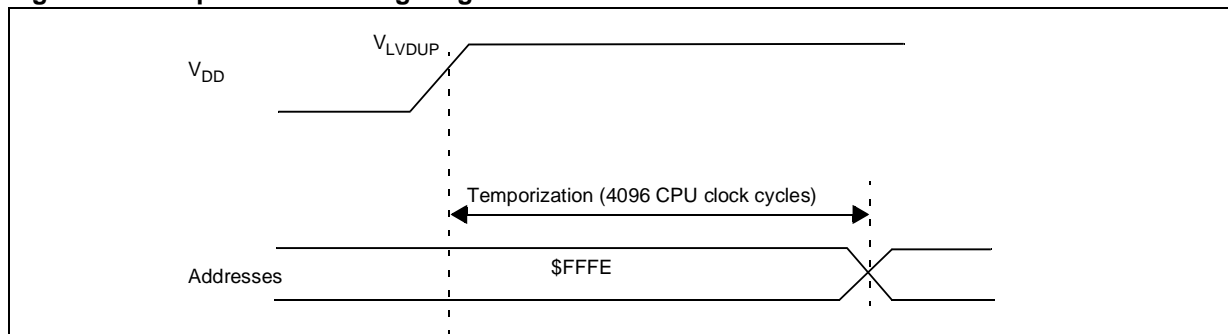 V_LVDUP
V_DD
Temporization (4096 CPU clock cycles)
$FFFE
Addresses